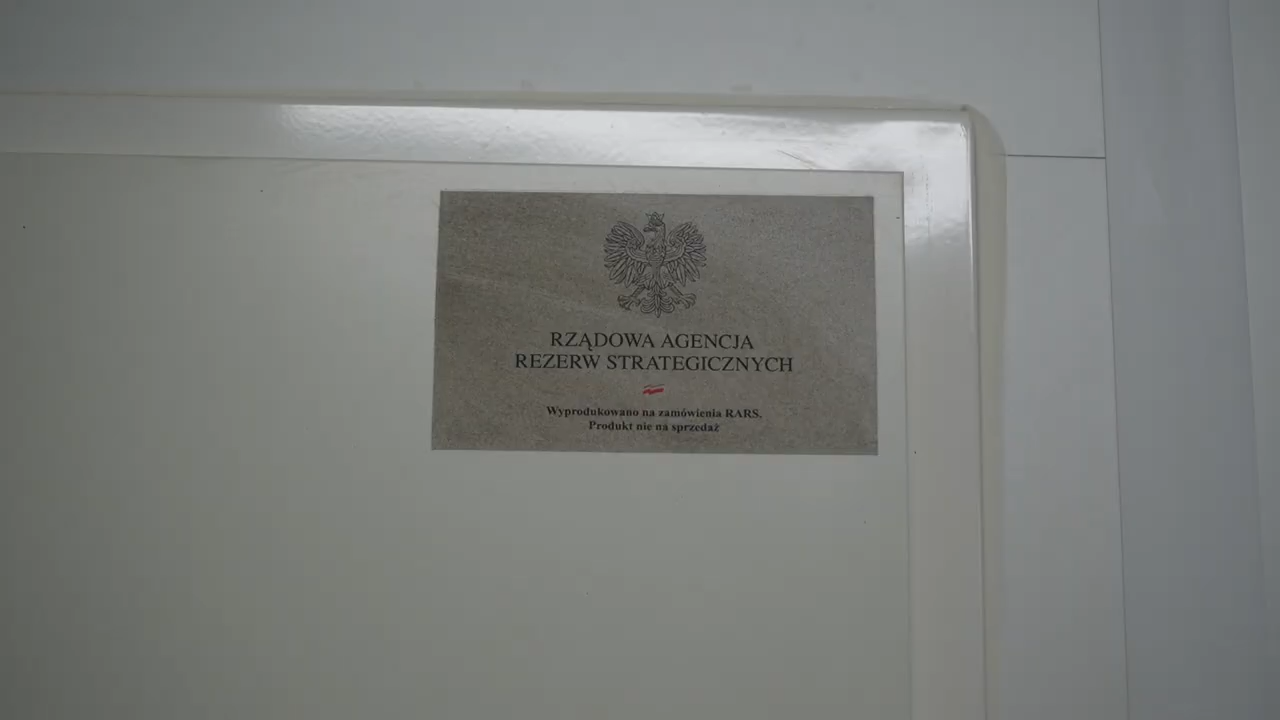 RZĄDOWA AGENCJA
REZERW STRATEGICZNYCH
Wyprodukowano na zamówienia RARS.
Produkt nie na sprzedaż